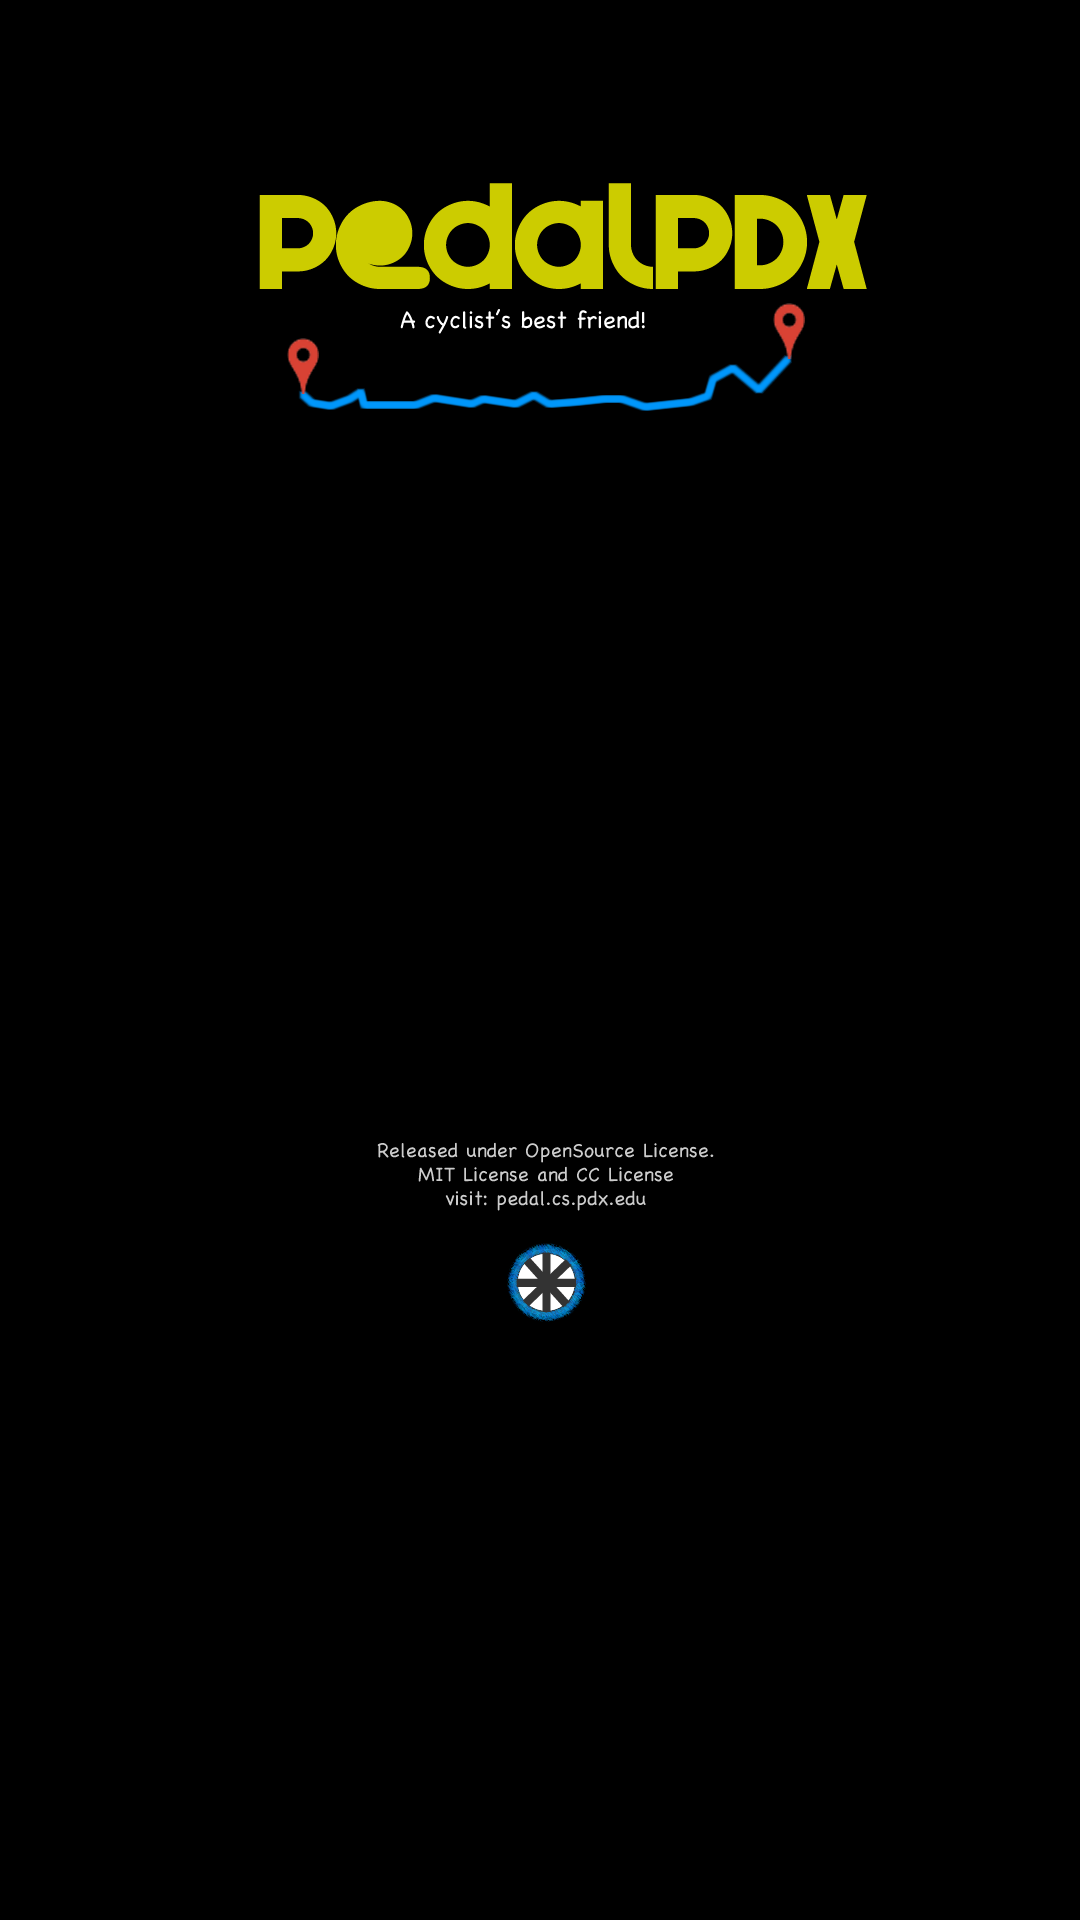 PedalPDX
A cyclist's best friend!
Released under OpenSource License.
MIT License and CC License
visit: pedal.cs.pdx.edu